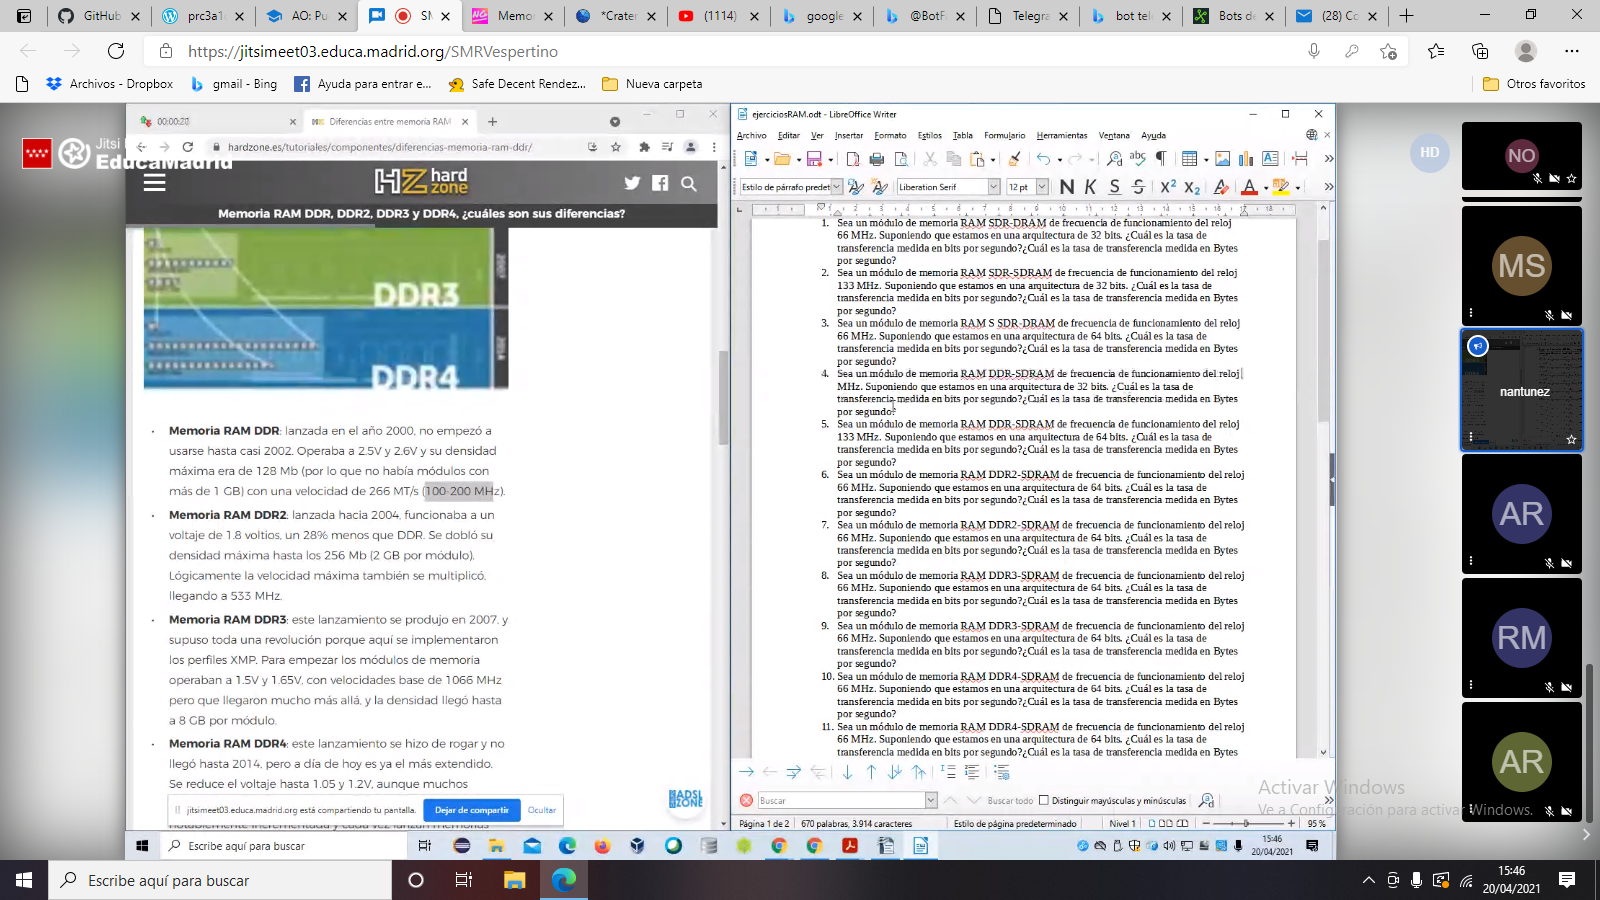 GitHub
prc3a1
AO: Pu
SM
Memo
*Crater
(1114)
google
@BotF
Telegra
bot tel
Bots de
(28) Co
https://jitsimeet03.educa.madrid.org/SMRVespertino
Archivos - Dropbox
gmail - Bing
Ayuda para entrar e...
Safe Decent Rendez...
Nueva carpeta
Otros favoritos
00:00:20
Diferencias entre memoria RAM
hardzone.es/tutoriales/componentes/diferencias-memoria-ram-ddr/
Jitsi
EducaMadrid
HZ hard zone
Memoria RAM DDR, DDR2, DDR3 y DDR4, ¿cuáles son sus diferencias?
2007
DDR3
2014
DDR4
Memoria RAM DDR: lanzada en el año 2000, no empezó a
usarse hasta casi 2002. Operaba a 2.5V y 2.6V y su densidad
máxima era de 128 Mb (por lo que no había módulos con
más de 1 GB) con una velocidad de 266 MT/s (100-200 MHz).
Memoria RAM DDR2: lanzada hacia 2004, funcionaba a un
voltaje de 1.8 voltios, un 28% menos que DDR. Se dobló su
densidad máxima hasta los 256 Mb (2 GB por módulo).
Lógicamente la velocidad máxima también se multiplicó,
llegando a 533 MHz.
Memoria RAM DDR3: este lanzamiento se produjo en 2007, y
supuso toda una revolución porque aquí se implementaron
los perfiles XMP. Para empezar los módulos de memoria
operaban a 1.5V y 1.65V, con velocidades base de 1066 MHz
pero que llegaron mucho más allá, y la densidad llegó hasta
a 8 GB por módulo.
Memoria RAM DDR4: este lanzamiento se hizo de rogar y no
llegó hasta 2014, pero a día de hoy es ya el más extendido.
Se reduce el voltaje hasta 1.05 y 1.2V, aunque muchos
jitsimeet03.educa.madrid.org está compartiendo tu pantalla.
Dejar de compartir
Ocultar
notablemente incrementada y cada vez lanzan memorias
ADSL ZONE
ejerciciosRAM.odt - LibreOffice Writer
Archivo Editar Ver Insertar Formato Estilos Tabla Formulario Herramientas Ventana Ayuda
Estilo de párrafo predet
Liberation Serif
12 pt
N K S S X² X₂
1. Sea un módulo de memoria RAM SDR-DRAM de frecuencia de funcionamiento del reloj
66 MHz. Suponiendo que estamos en una arquitectura de 32 bits. ¿Cuál es la tasa de
transferencia medida en bits por segundo?¿Cuál es la tasa de transferencia medida en Bytes
por segundo?
2. Sea un módulo de memoria RAM SDR-SDRAM de frecuencia de funcionamiento del reloj
133 MHz. Suponiendo que estamos en una arquitectura de 32 bits. ¿Cuál es la tasa de
transferencia medida en bits por segundo?¿Cuál es la tasa de transferencia medida en Bytes
por segundo?
3. Sea un módulo de memoria RAM S SDR-DRAM de frecuencia de funcionamiento del reloj
66 MHz. Suponiendo que estamos en una arquitectura de 64 bits. ¿Cuál es la tasa de
transferencia medida en bits por segundo?¿Cuál es la tasa de transferencia medida en Bytes
por segundo?
4. Sea un módulo de memoria RAM DDR-SDRAM de frecuencia de funcionamiento del reloj
MHz. Suponiendo que estamos en una arquitectura de 32 bits. ¿Cuál es la tasa de
transferencia medida en bits por segundo?¿Cuál es la tasa de transferencia medida en Bytes
por segundo?
5. Sea un módulo de memoria RAM DDR-SDRAM de frecuencia de funcionamiento del reloj
133 MHz. Suponiendo que estamos en una arquitectura de 64 bits. ¿Cuál es la tasa de
transferencia medida en bits por segundo?¿Cuál es la tasa de transferencia medida en Bytes
por segundo?
6. Sea un módulo de memoria RAM DDR2-SDRAM de frecuencia de funcionamiento del reloj
66 MHz. Suponiendo que estamos en una arquitectura de 64 bits. ¿Cuál es la tasa de
transferencia medida en bits por segundo?¿Cuál es la tasa de transferencia medida en Bytes
por segundo?
7. Sea un módulo de memoria RAM DDR2-SDRAM de frecuencia de funcionamiento del reloj
66 MHz. Suponiendo que estamos en una arquitectura de 64 bits. ¿Cuál es la tasa de
transferencia medida en bits por segundo?¿Cuál es la tasa de transferencia medida en Bytes
por segundo?
8. Sea un módulo de memoria RAM DDR3-SDRAM de frecuencia de funcionamiento del reloj
66 MHz. Suponiendo que estamos en una arquitectura de 64 bits. ¿Cuál es la tasa de
transferencia medida en bits por segundo?¿Cuál es la tasa de transferencia medida en Bytes
por segundo?
9. Sea un módulo de memoria RAM DDR3-SDRAM de frecuencia de funcionamiento del reloj
66 MHz. Suponiendo que estamos en una arquitectura de 64 bits. ¿Cuál es la tasa de
transferencia medida en bits por segundo?¿Cuál es la tasa de transferencia medida en Bytes
por segundo?
10. Sea un módulo de memoria RAM DDR4-SDRAM de frecuencia de funcionamiento del reloj
66 MHz. Suponiendo que estamos en una arquitectura de 64 bits. ¿Cuál es la tasa de
transferencia medida en bits por segundo?¿Cuál es la tasa de transferencia medida en Bytes
por segundo?
11. Sea un módulo de memoria RAM DDR4-SDRAM de frecuencia de funcionamiento del reloj
66 MHz. Suponiendo que estamos en una arquitectura de 64 bits. ¿Cuál es la tasa de
transferencia medida en bits por segundo?¿Cuál es la tasa de transferencia medida en Bytes
Buscar
Buscar todo
Distinguir mayúsculas y minúsculas
Página 1 de 2
670 palabras, 3.914 caracteres
Estilo de página predeterminado
Nivel 1
95 %
Escribe aquí para buscar
15:46
20/04/2021
HD
NO
MS
nantunez
AR
RM
AR
Activar Windows
Ve a Configuración para activar Windows.
Escribe aquí para buscar
15:46
20/04/2021